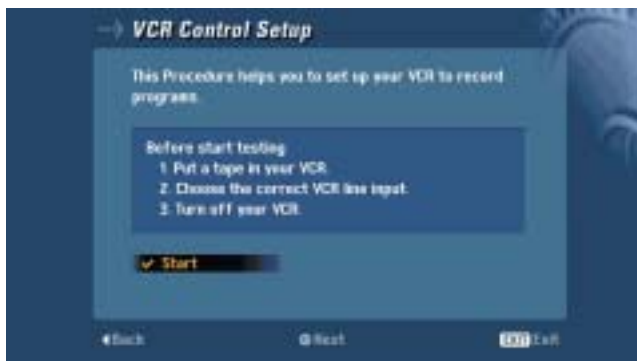 VCR Control Setup
This Procedure helps you to set up your VCR to record
programs.
Before start testing
1. Put a tape in your VCR.
2. Choose the correct VCR line input.
3. Turn off your VCR.
Start
Back Next EXIT Exit